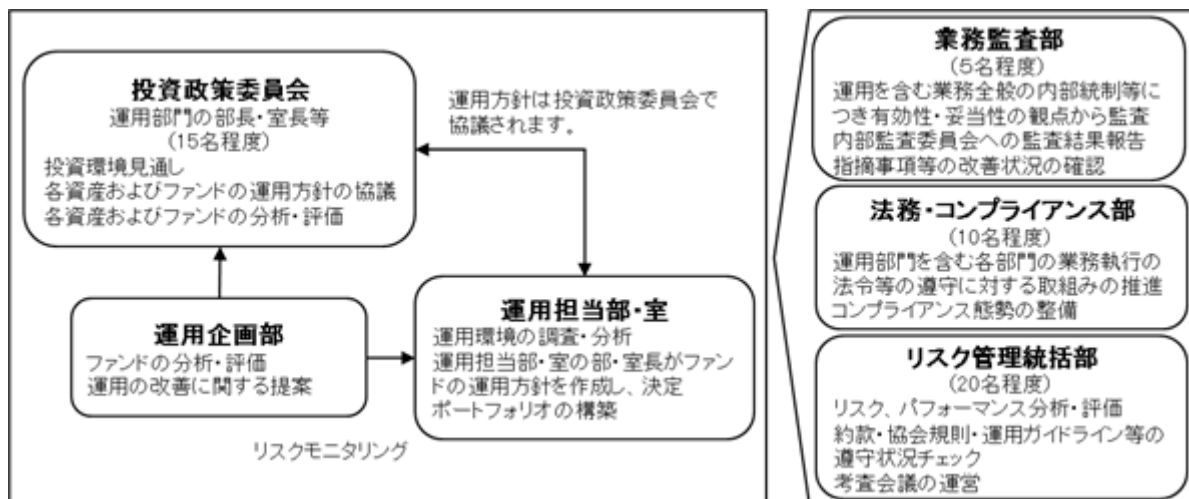 投資政策委員会
運用部門の部長・室長等
(15名程度)
投資環境見通し
各資産およびファンドの運用方針の協議
各資産およびファンドの分析・評価
運用方針は投資政策委員会で
協議されます。
運用企画部
ファンドの分析・評価
運用の改善に関する提案
運用担当部・室
運用環境の調査・分析
運用担当部・室の部・室長がファン
ドの運用方針を作成し、決定
ポートフォリオの構築
リスクモニタリング
業務監査部
(5名程度)
運用を含む業務全般の内部統制等に
つき有効性・妥当性の観点から監査
内部監査委員会への監査結果報告
指摘事項等の改善状況の確認
法務・コンプライアンス部
(10名程度)
運用部門を含む各部門の業務執行の
法令等の遵守に対する取組みの推進
コンプライアンス態勢の整備
リスク管理統括部
(20名程度)
リスク、パフォーマンス分析・評価
約款・協会規則・運用ガイドライン等の
遵守状況チェック
考査会議の運営